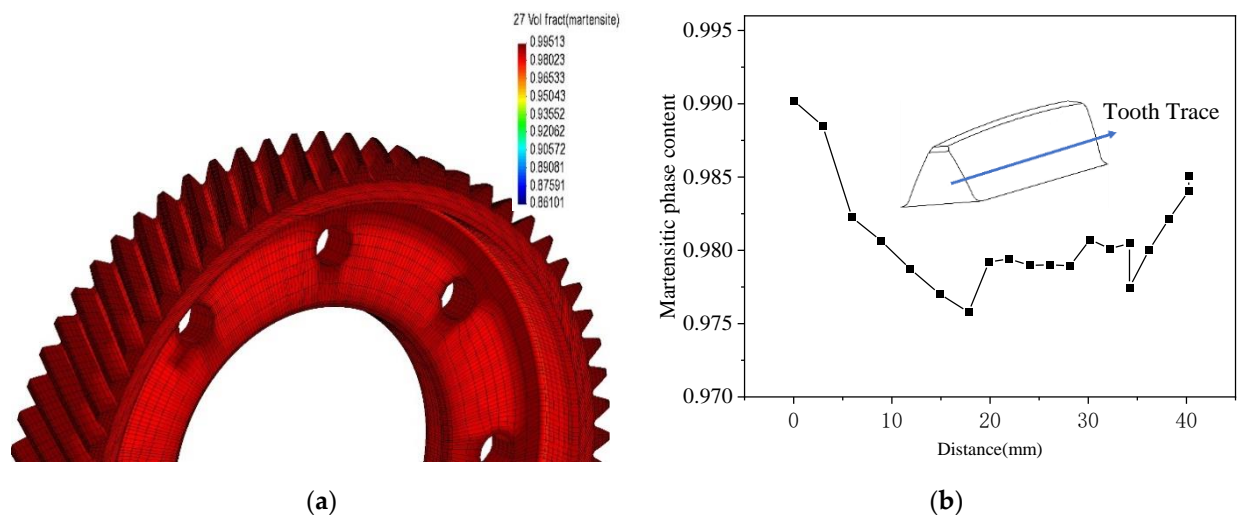 27 Vol fract(martensite)
0.99513
0.98023
0.96533
0.95043
0.93552
0.92062
0.90572
0.89081
0.87591
0.86101
(a)
0.995
0.990
0.985
0.980
0.975
0.970
Martensitic phase content
Tooth Trace
0 10 20 30 40
Distance(mm)
(b)